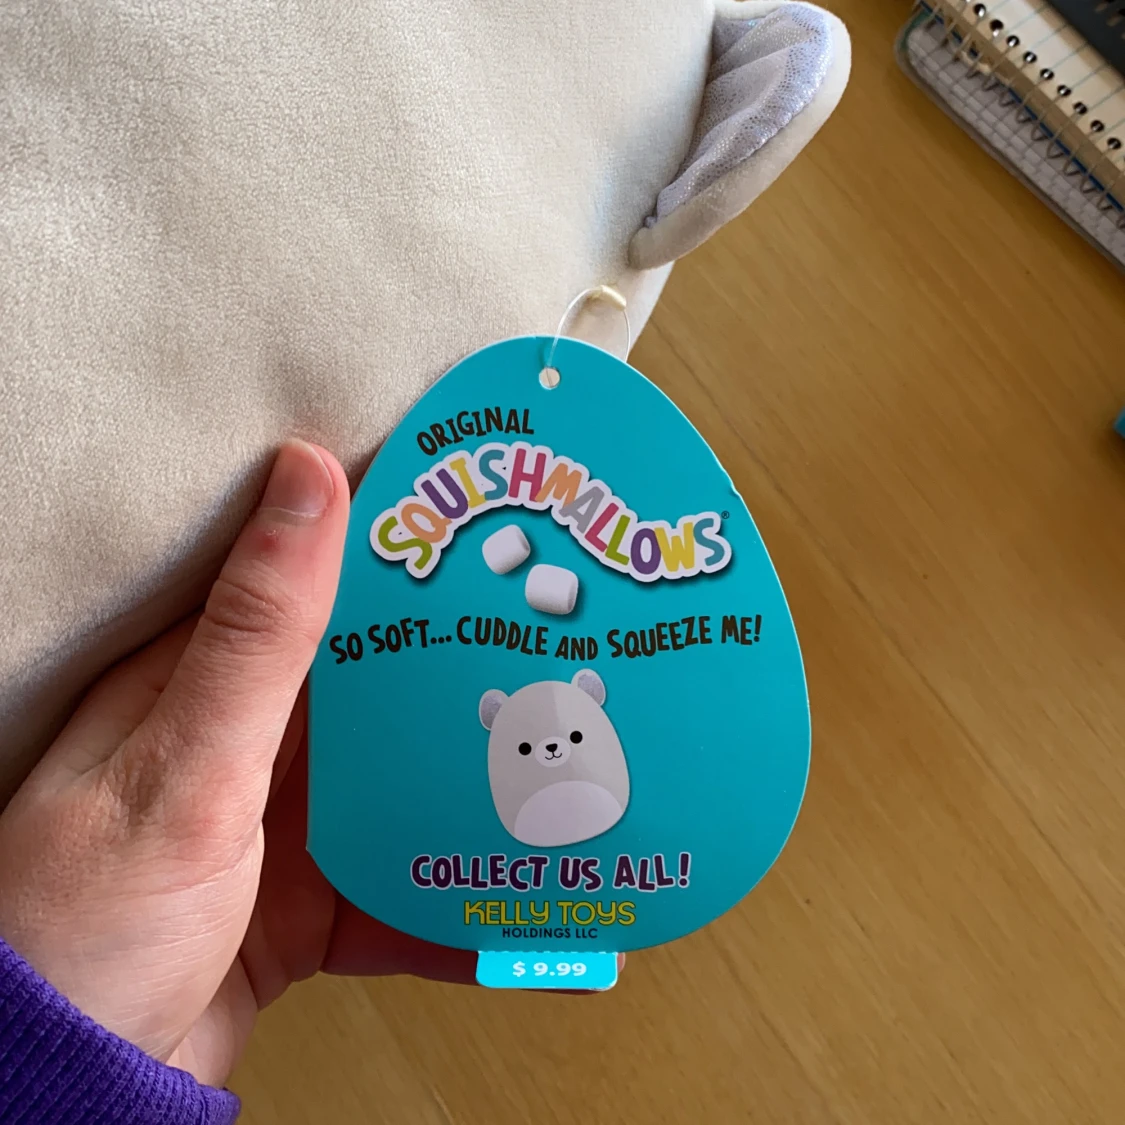 ORIGINAL
SQUISHMALLOWS®
SO SOFT... CUDDLE AND SQUEEZE ME!
COLLECT US ALL!
KELLY TOYS
HOLDINGS LLC
$ 9.99